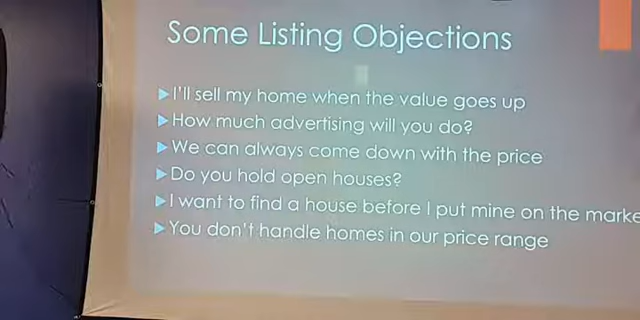 Some Listing Objections
I'll sell my home when the value goes up
How much advertising will you do?
We can always come down with the price
Do you hold open houses?
I want to find a house before I put mine on the marke
You don't handle homes in our price range